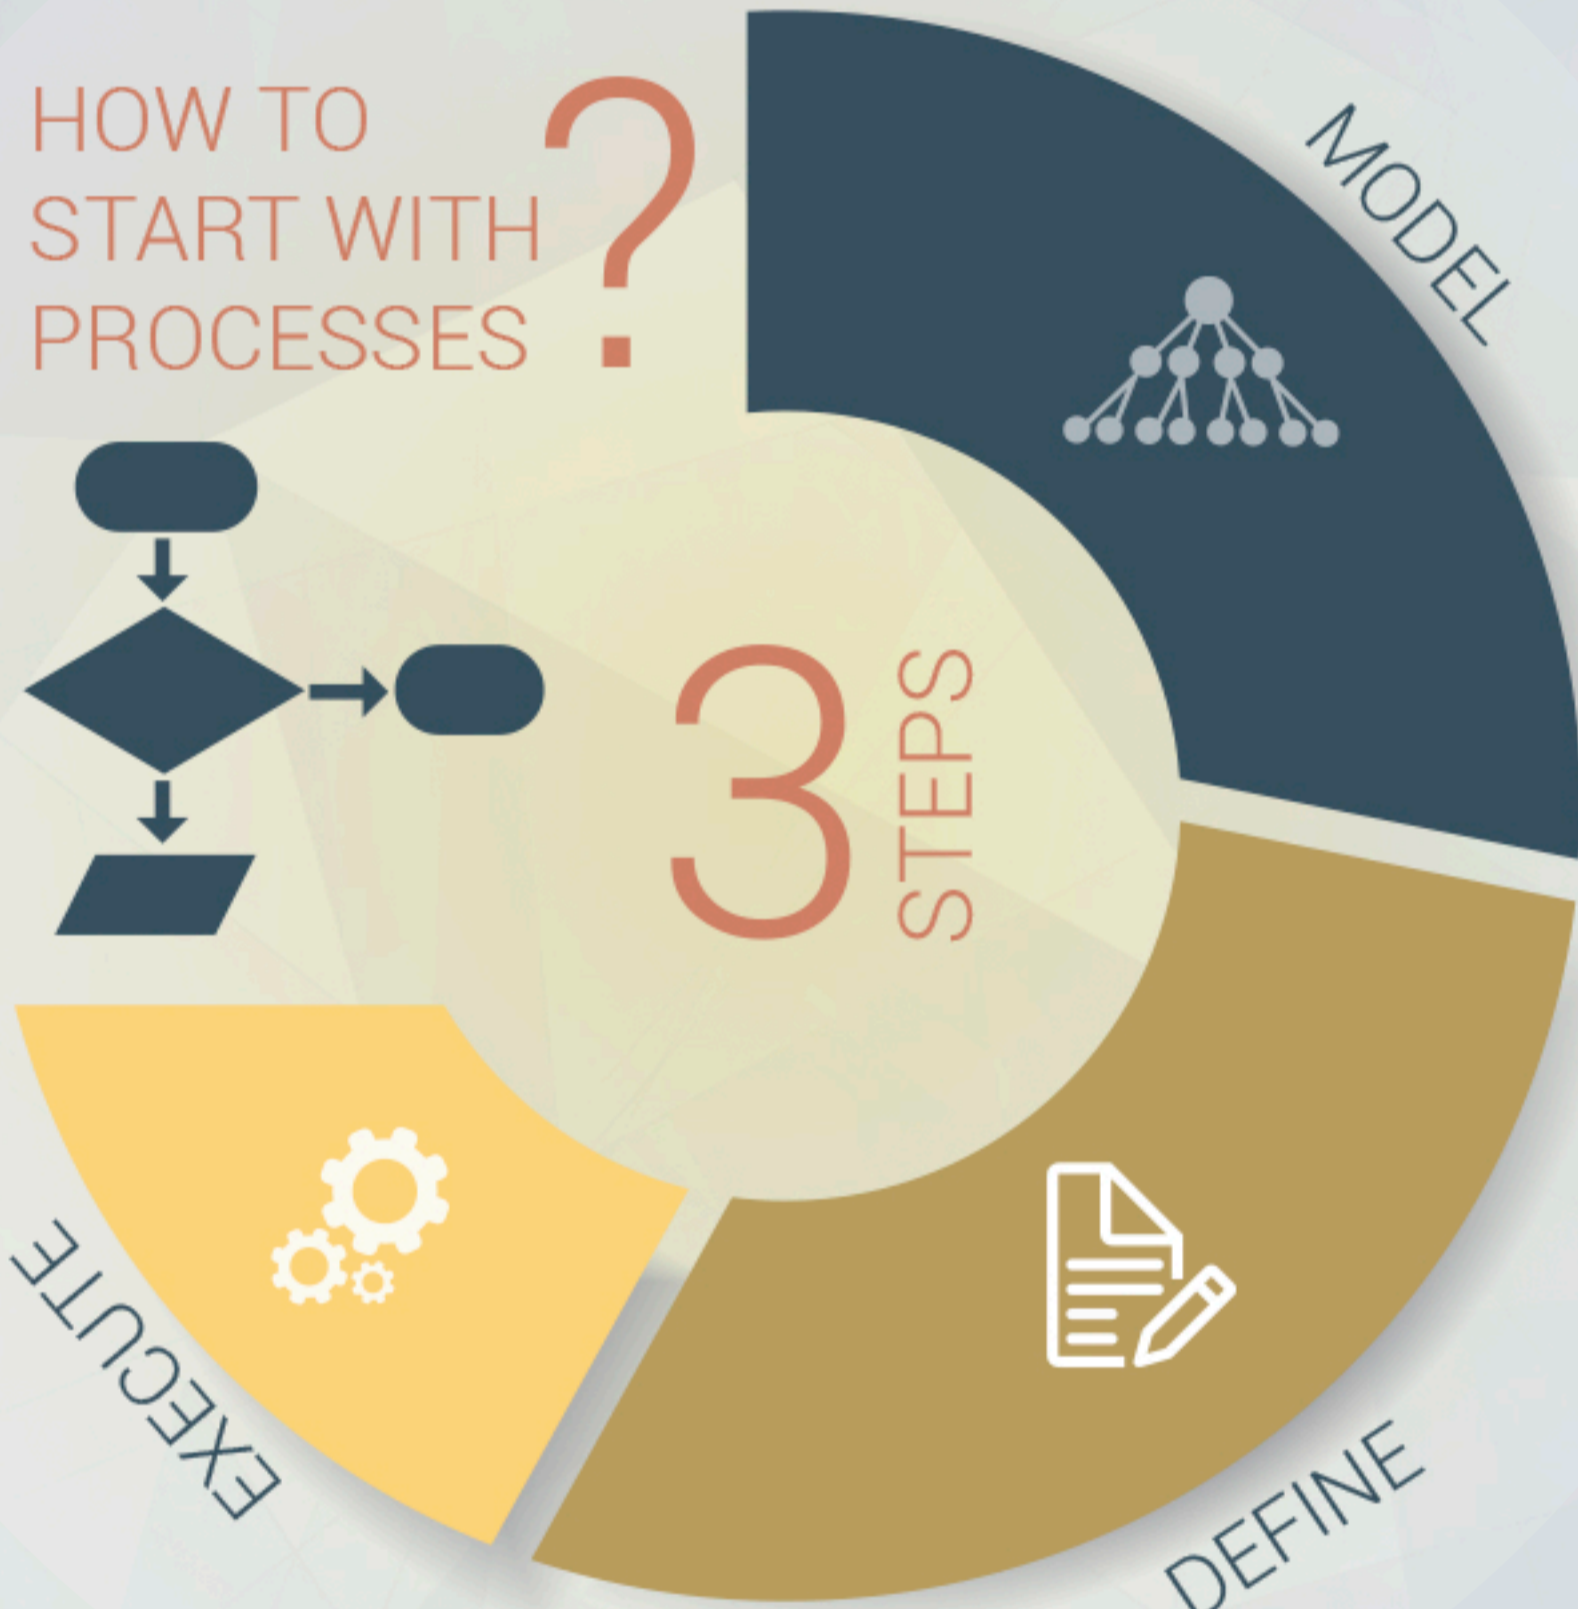 HOW TO
START WITH
PROCESSES
?
3
STEPS
MODEL
DEFINE
EXECUTE